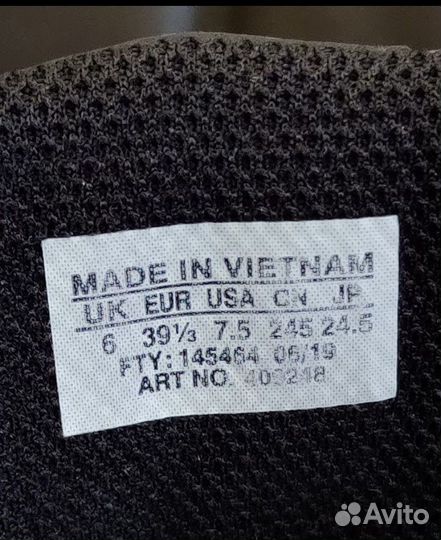 MADE IN VIETNAM
UK EUR USA CN JP
6 39⅓ 7.5 245 24.5
FTY: 145464 06/19
ART NO. 403248
Avito